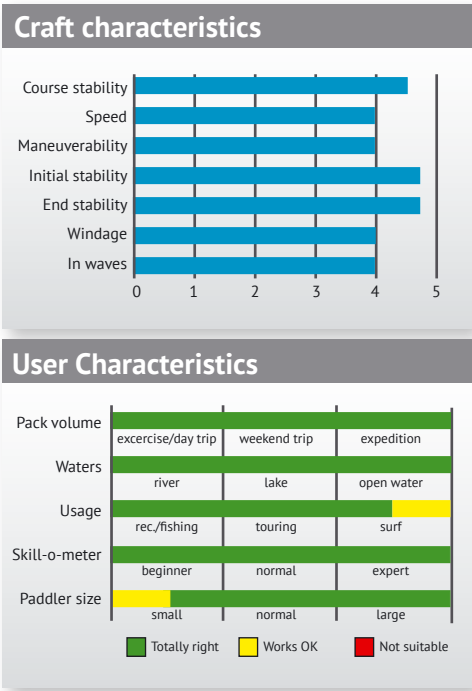 Craft characteristics
Course stability
Speed
Maneuverability
Initial stability
End stability
Windage
In waves
0 1 2 3 4 5
User Characteristics
Pack volume
excercise/day trip weekend trip expedition
Waters
river lake open water
Usage
rec./fishing touring surf
Skill-o-meter
beginner normal expert
Paddler size
small normal large
Totally right Works OK Not suitable